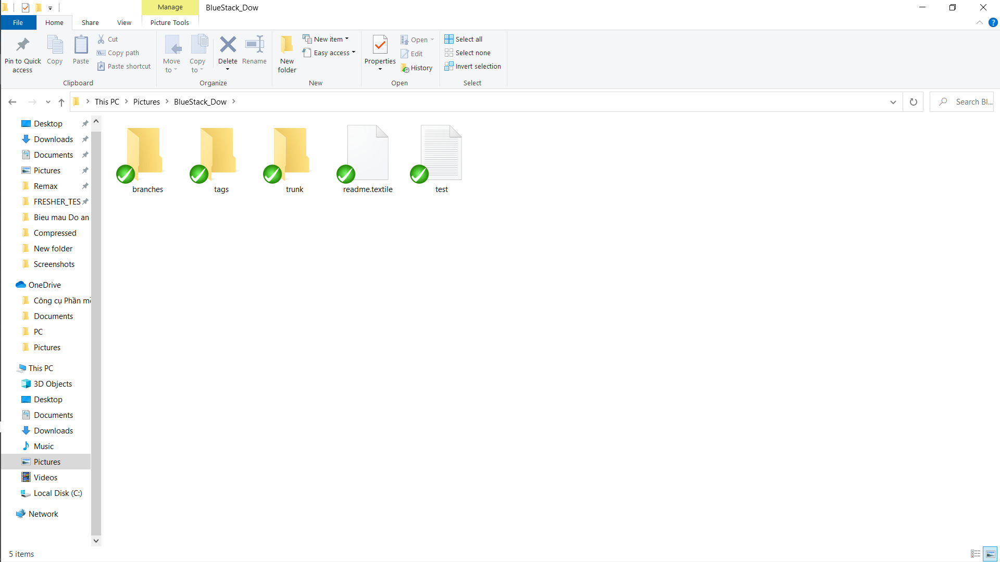 Manage
BlueStack_Dow
File
Home
Share
View
Picture Tools
?
Pin to Quick access
Copy
Paste
Cut
Copy path
Paste shortcut
Clipboard
Move to
Copy to
Delete
Rename
Organize
New folder
New item
Easy access
New
Properties
Open
Edit
History
Open
Select all
Select none
Invert selection
Select
This PC
Pictures
BlueStack_Dow
Search Bl...
Desktop
Downloads
Documents
Pictures
Remax
FRESHER_TES
Bieu mau Do an
Compressed
New folder
Screenshots
OneDrive
Công cụ Phần mề
Documents
PC
Pictures
This PC
3D Objects
Desktop
Documents
Downloads
Music
Pictures
Videos
Local Disk (C:)
Network
branches
tags
trunk
readme.textile
test
5 items